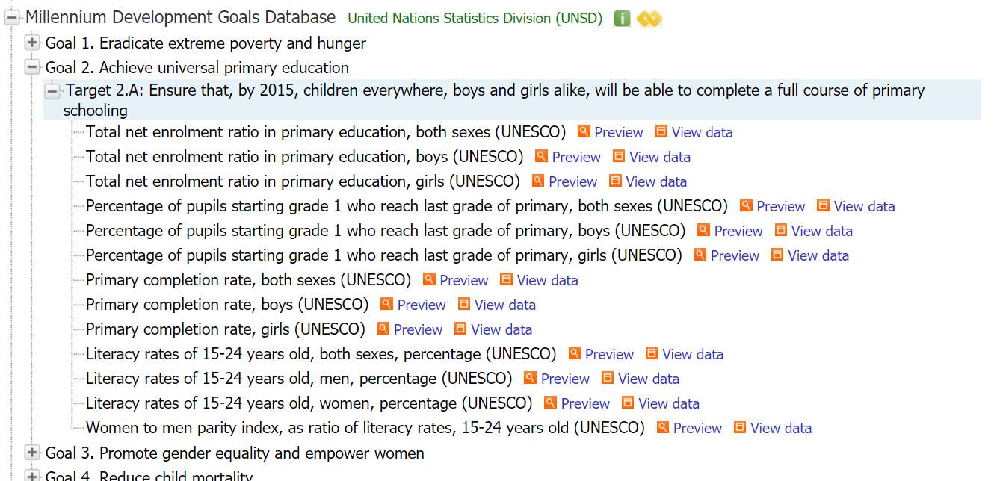 Millennium Development Goals Database United Nations Statistics Division (UNSD)
Goal 1. Eradicate extreme poverty and hunger
Goal 2. Achieve universal primary education
Target 2.A: Ensure that, by 2015, children everywhere, boys and girls alike, will be able to complete a full course of primary
schooling
Total net enrolment ratio in primary education, both sexes (UNESCO) Preview View data
Total net enrolment ratio in primary education, boys (UNESCO) Preview View data
Total net enrolment ratio in primary education, girls (UNESCO) Preview View data
Percentage of pupils starting grade 1 who reach last grade of primary, both sexes (UNESCO) Preview View data
Percentage of pupils starting grade 1 who reach last grade of primary, boys (UNESCO) Preview View data
Percentage of pupils starting grade 1 who reach last grade of primary, girls (UNESCO) Preview View data
Primary completion rate, both sexes (UNESCO) Preview View data
Primary completion rate, boys (UNESCO) Preview View data
Primary completion rate, girls (UNESCO) Preview View data
Literacy rates of 15-24 years old, both sexes, percentage (UNESCO) Preview View data
Literacy rates of 15-24 years old, men, percentage (UNESCO) Preview View data
Literacy rates of 15-24 years old, women, percentage (UNESCO) Preview View data
Women to men parity index, as ratio of literacy rates, 15-24 years old (UNESCO) Preview View data
Goal 3. Promote gender equality and empower women
Goal 4. Reduce child mortality